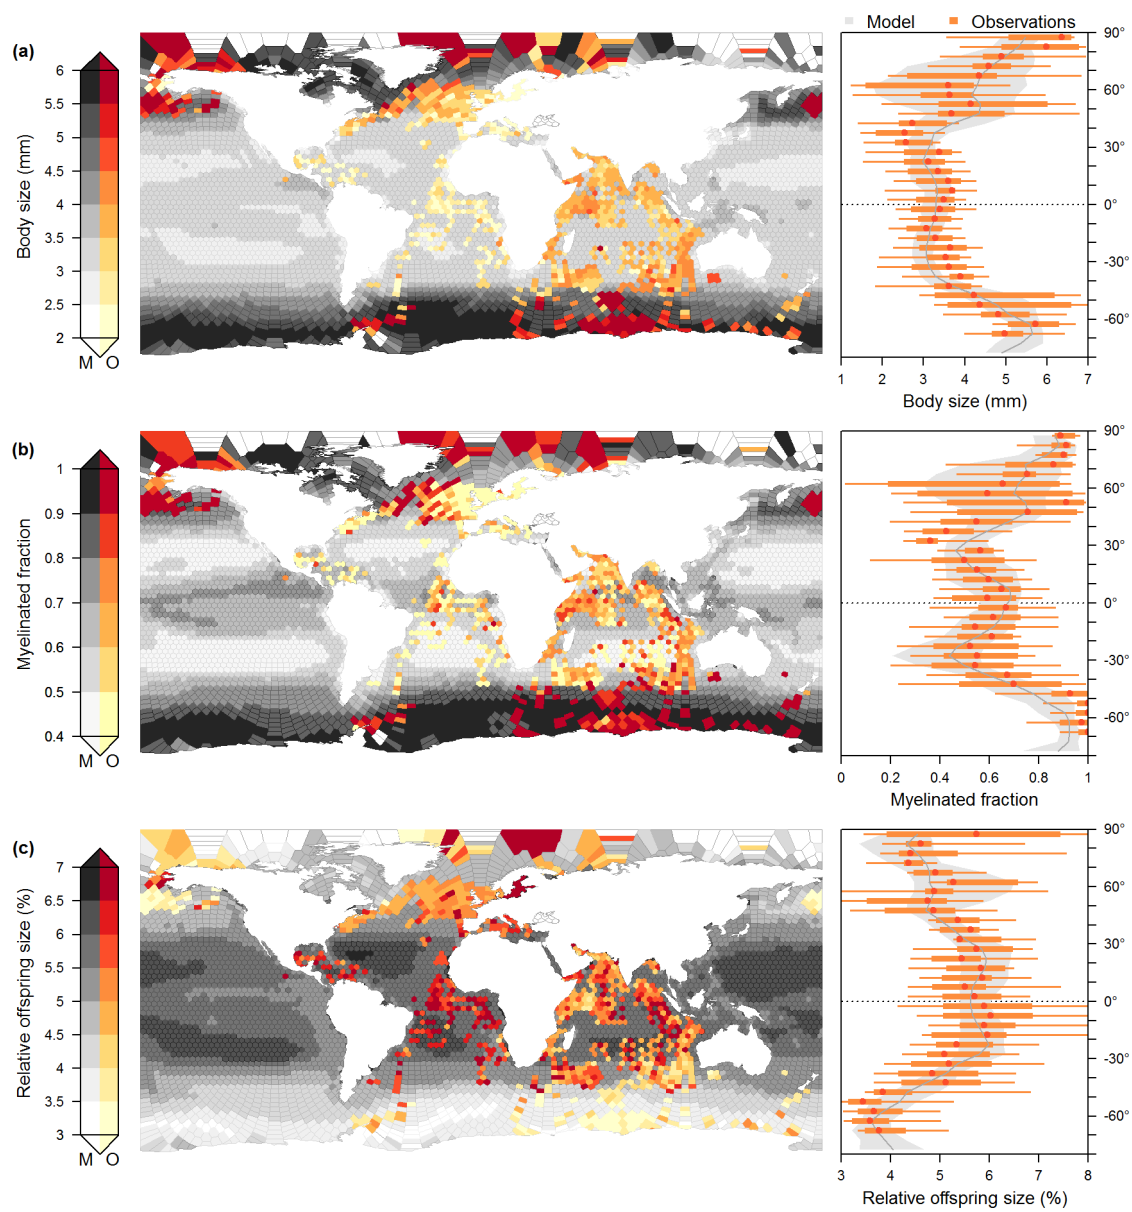 Model Observations
(a)
6
5.5
5
4.5
4
3.5
3
2.5
2
Body size (mm)
M O
90°
60°
30°
0°
-30°
-60°
1 2 3 4 5 6 7
Body size (mm)
(b)
1
0.9
0.8
0.7
0.6
0.5
0.4
Myelinated fraction
M O
90°
60°
30°
0°
-30°
-60°
0 0.2 0.4 0.6 0.8 1
Myelinated fraction
(c)
7
6.5
6
5.5
5
4.5
4
3.5
3
Relative offspring size (%)
M O
90°
60°
30°
0°
-30°
-60°
3 4 5 6 7 8
Relative offspring size (%)